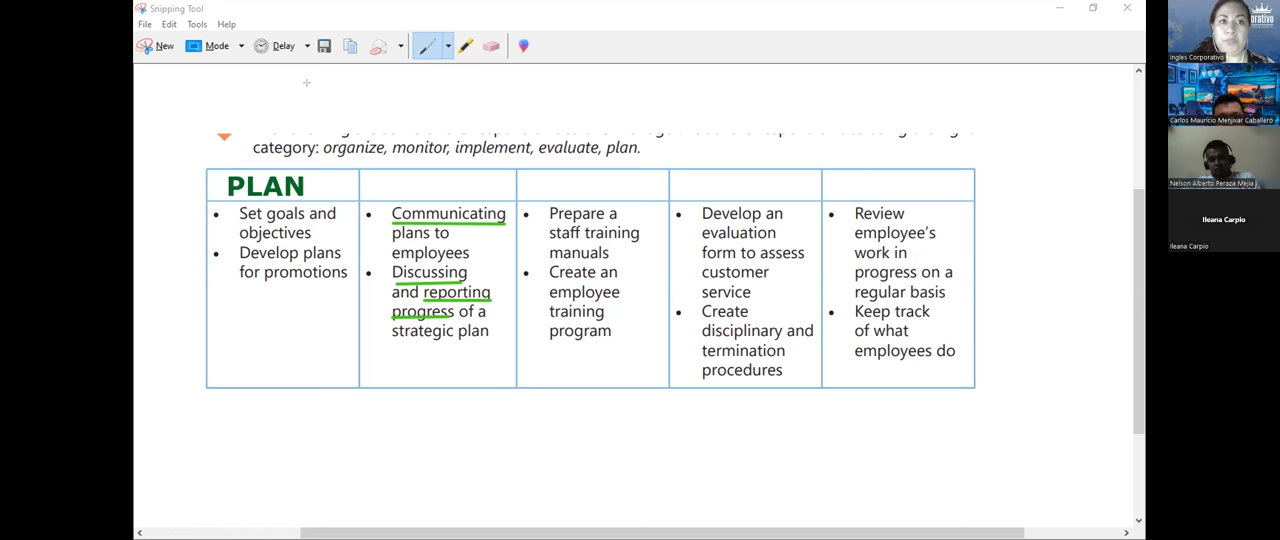 Snipping Tool
File Edit Tools Help
New Mode Delay
category: organize, monitor, implement, evaluate, plan.
PLAN
• Set goals and
objectives
• Develop plans
for promotions
• Communicating
plans to
employees
• Discussing
and reporting
progress of a
strategic plan
• Prepare a
staff training
manuals
• Create an
employee
training
program
• Develop an
evaluation
form to assess
customer
service
• Create
disciplinary and
termination
procedures
• Review
employee's
work in
progress on a
regular basis
• Keep track
of what
employees do
orativo
Ingles Corporativo
Carlos Mauricio Menjivar Caballero
Nelson Alberto Peraza Mejia
Ileana Carpio
Ileana Carpio